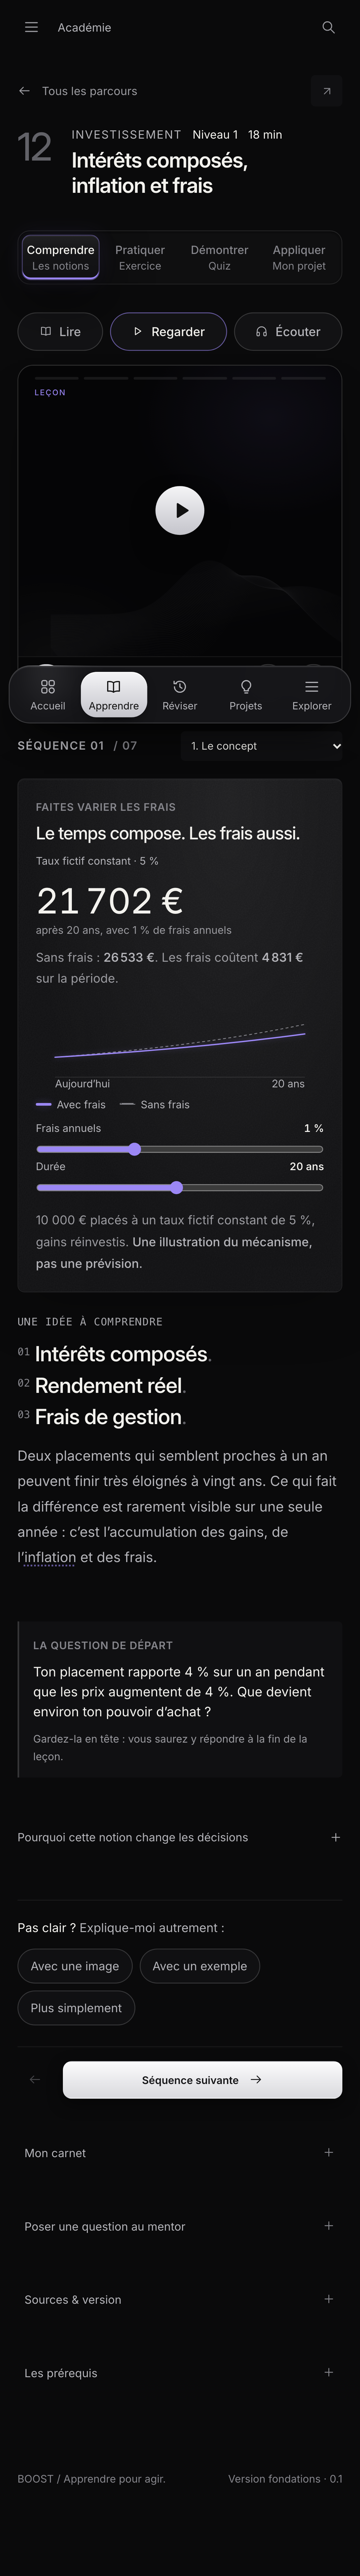 Académie
Tous les parcours
12
INVESTISSEMENT Niveau 1 18 min
Intérêts composés,
inflation et frais
Comprendre
Les notions
Pratiquer
Exercice
Démontrer
Quiz
Appliquer
Mon projet
Lire
Regarder
Écouter
LEÇON
Accueil
Apprendre
Réviser
Projets
Explorer
SÉQUENCE 01 / 07
1. Le concept
FAITES VARIER LES FRAIS
Le temps compose. Les frais aussi.
Taux fictif constant · 5 %
21 702 €
après 20 ans, avec 1 % de frais annuels
Sans frais : 26 533 €. Les frais coûtent 4 831 €
sur la période.
Aujourd’hui
20 ans
Avec frais
Sans frais
Frais annuels
1 %
Durée
20 ans
10 000 € placés à un taux fictif constant de 5 %,
gains réinvestis. Une illustration du mécanisme,
pas une prévision.
UNE IDÉE À COMPRENDRE
01 Intérêts composés.
02 Rendement réel.
03 Frais de gestion.
Deux placements qui semblent proches à un an
peuvent finir très éloignés à vingt ans. Ce qui fait
la différence est rarement visible sur une seule
année : c’est l’accumulation des gains, de
l’inflation et des frais.
LA QUESTION DE DÉPART
Ton placement rapporte 4 % sur un an pendant
que les prix augmentent de 4 %. Que devient
environ ton pouvoir d’achat ?
Gardez-la en tête : vous saurez y répondre à la fin de la
leçon.
Pourquoi cette notion change les décisions
Pas clair ? Explique-moi autrement :
Avec une image
Avec un exemple
Plus simplement
Séquence suivante
Mon carnet
Poser une question au mentor
Sources & version
Les prérequis
BOOST / Apprendre pour agir.
Version fondations · 0.1